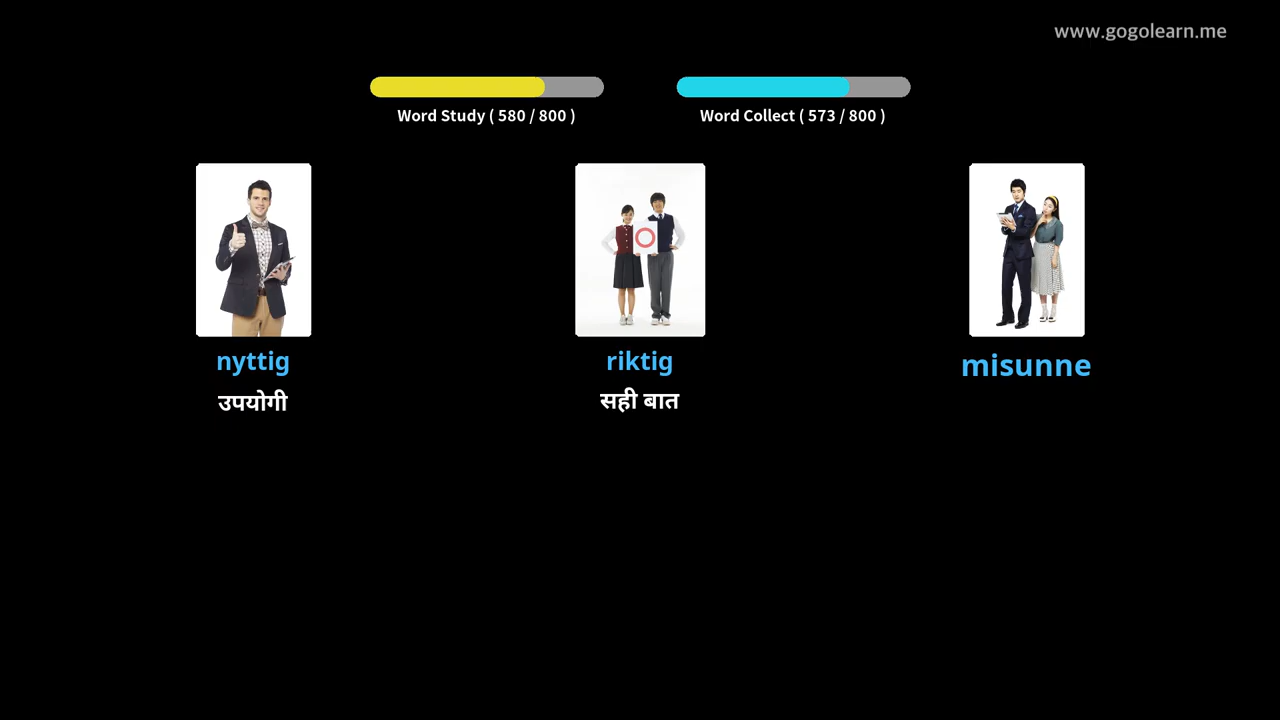 www.gogolearn.me
Word Study ( 580 / 800 )
Word Collect ( 573 / 800 )
nyttig
riktig
misunne
उपयोगी
सही बात